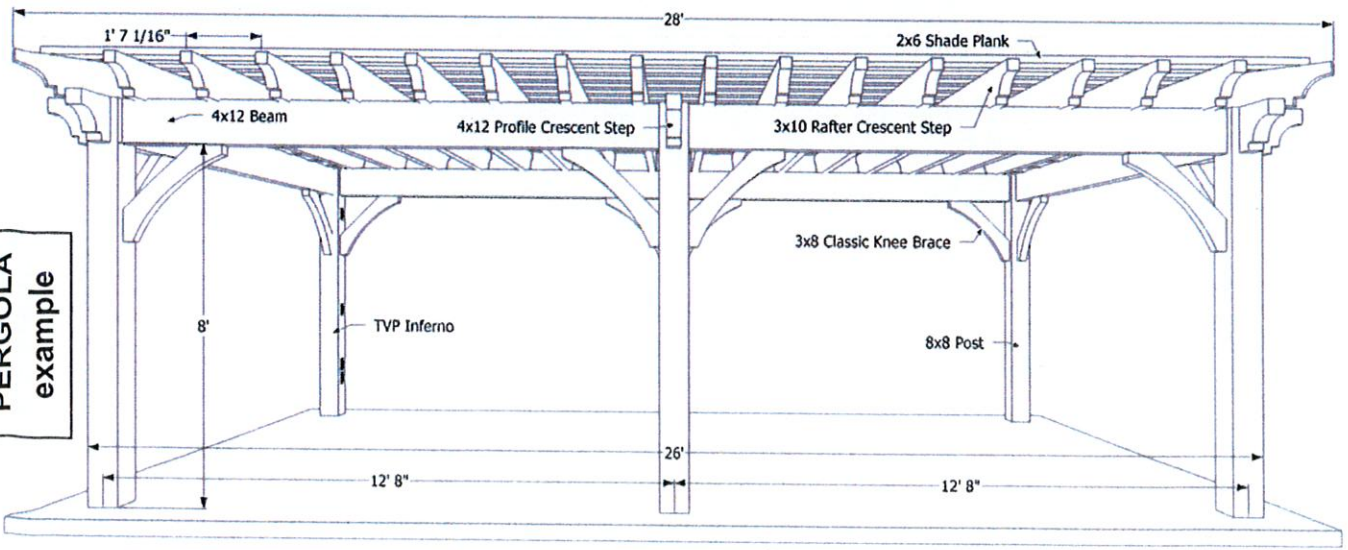 28'
1' 7 1/16"
2x6 Shade Plank
4x12 Beam
4x12 Profile Crescent Step
3x10 Rafter Crescent Step
3x8 Classic Knee Brace
PERGOLA
example
8'
TVP Inferno
8x8 Post
26'
12' 8"
12' 8"